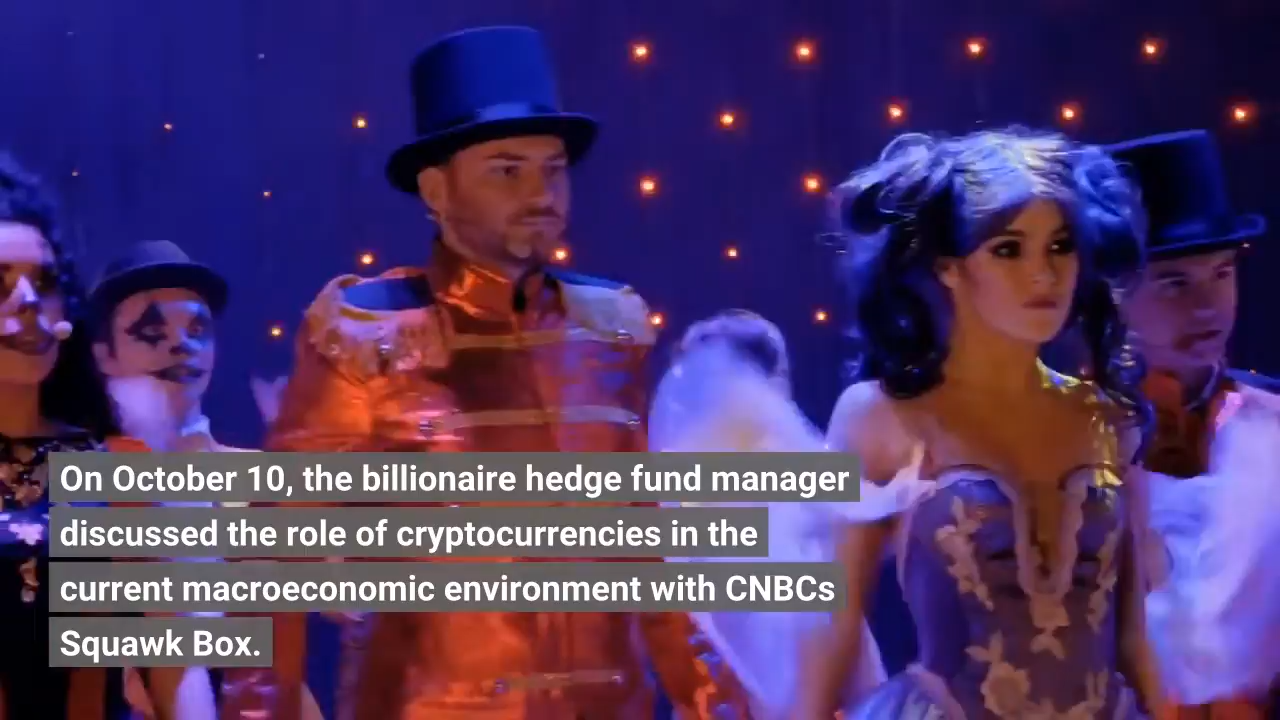 On October 10, the billionaire hedge fund manager
discussed the role of cryptocurrencies in the
current macroeconomic environment with CNBCs
Squawk Box.